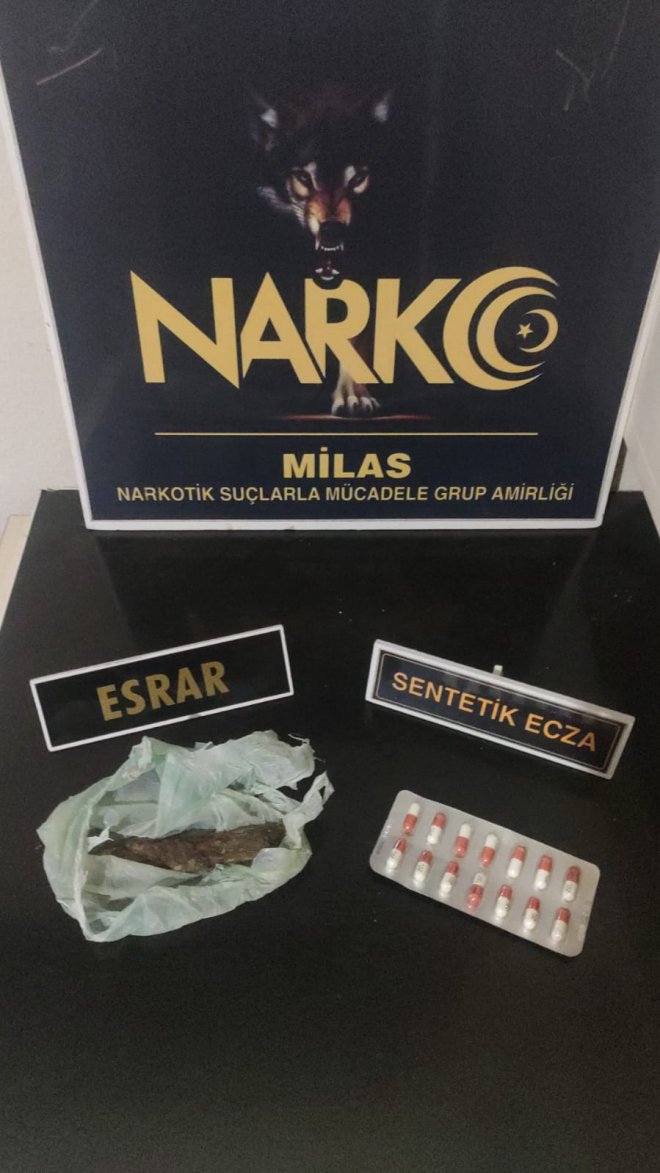 NARKO
MİLAS
NARKOTİK SUÇLARLA MÜCADELE GRUP AMİRLİĞİ
ESRAR
SENTETİK ECZA